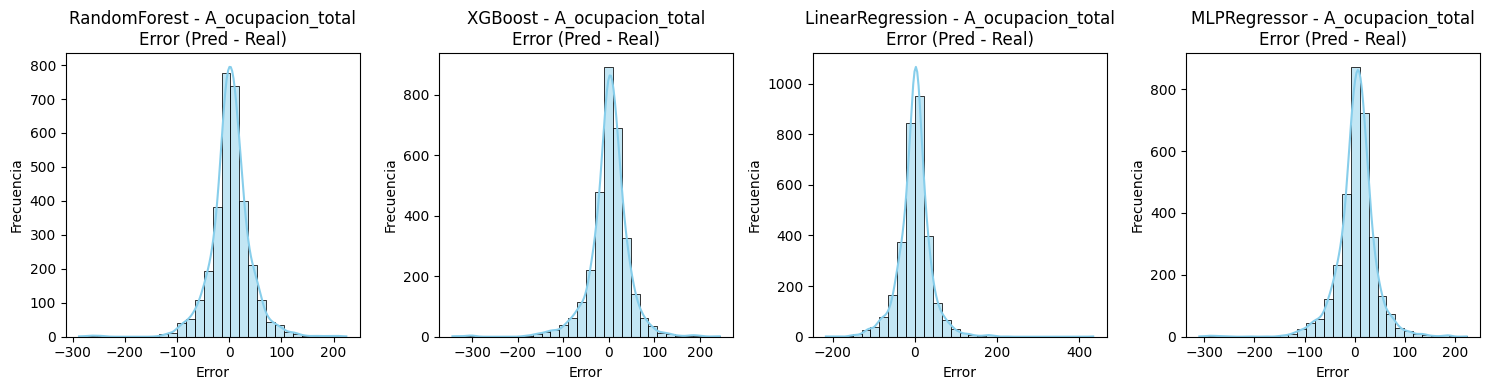 RandomForest - A_ocupacion_total
Error (Pred - Real)
800
700
600
500
400
300
200
100
0
Frecuencia
−300 −200 −100 0 100 200
Error
XGBoost - A_ocupacion_total
Error (Pred - Real)
800
600
400
200
0
Frecuencia
−300 −200 −100 0 100 200
Error
LinearRegression - A_ocupacion_total
Error (Pred - Real)
1000
800
600
400
200
0
Frecuencia
−200 0 200 400
Error
MLPRegressor - A_ocupacion_total
Error (Pred - Real)
800
600
400
200
0
Frecuencia
−300 −200 −100 0 100 200
Error